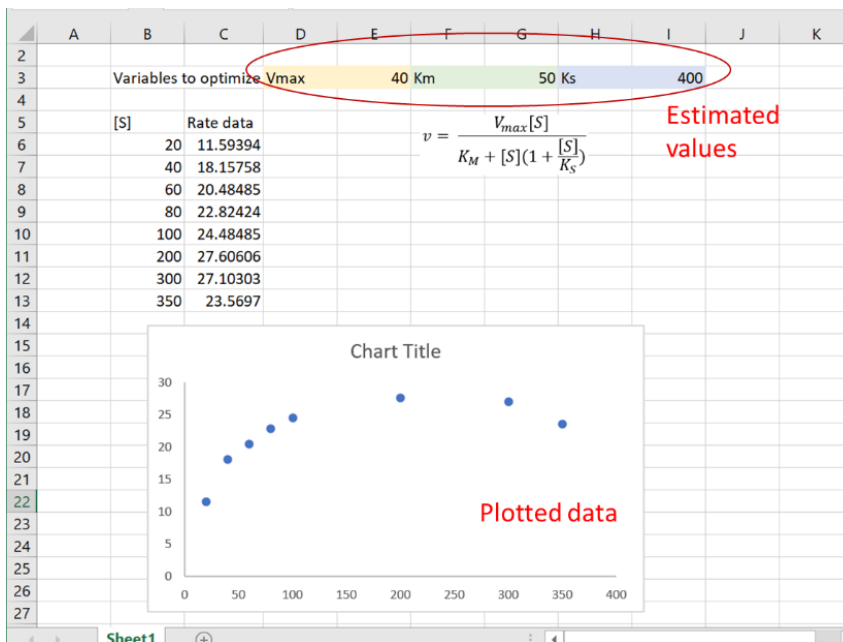 A B C D E F G H I J K
2
3 Variables to optimize Vmax 40 Km 50 Ks 400
4
5 [S] Rate data
6 20 11.59394
7 40 18.15758
8 60 20.48485
9 80 22.82424
10 100 24.48485
11 200 27.60606
12 300 27.10303
13 350 23.5697
v = Vmax[S] / KM + [S](1 + [S]/KS)
Estimated
values
14
15
16
17
18
19
20
21
22
23
24
25
26
27
Chart Title
30
25
20
15
10
5
0
0 50 100 150 200 250 300 350 400
Plotted data
Sheet1